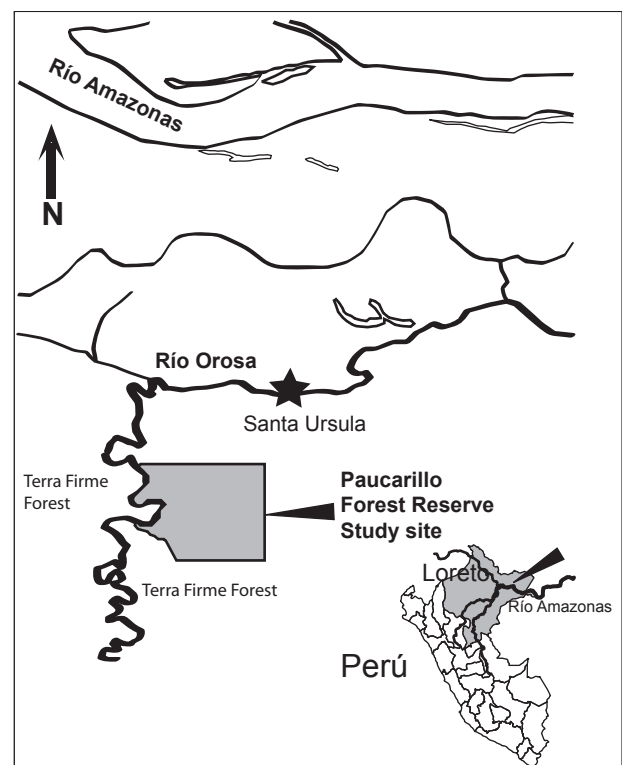 Río Amazonas
N
Río Orosa
Santa Ursula
Terra Firme
Forest
Paucarillo
Forest Reserve
Study site
Terra Firme Forest
Loreto
Río Amazonas
Perú